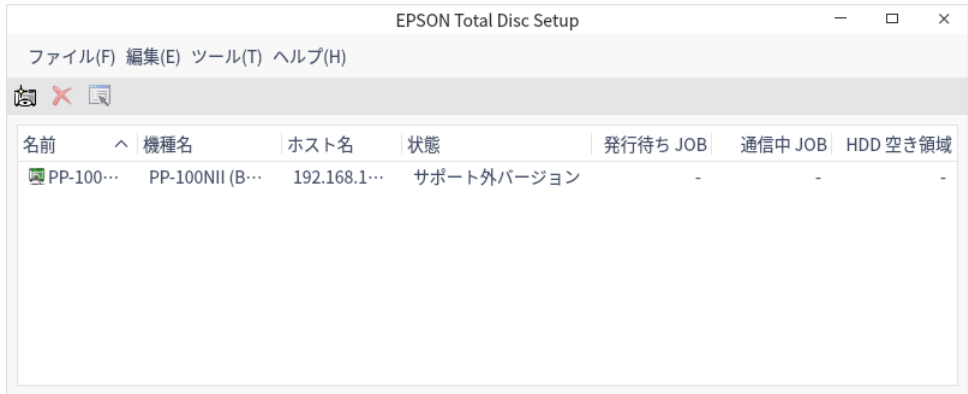 EPSON Total Disc Setup
ファイル(F) 編集(E) ツール(T) ヘルプ(H)
名前 機種名 ホスト名 状態 発行待ち JOB 通信中 JOB HDD 空き領域
PP-100… PP-100NII (B… 192.168.1… サポート外バージョン - - -